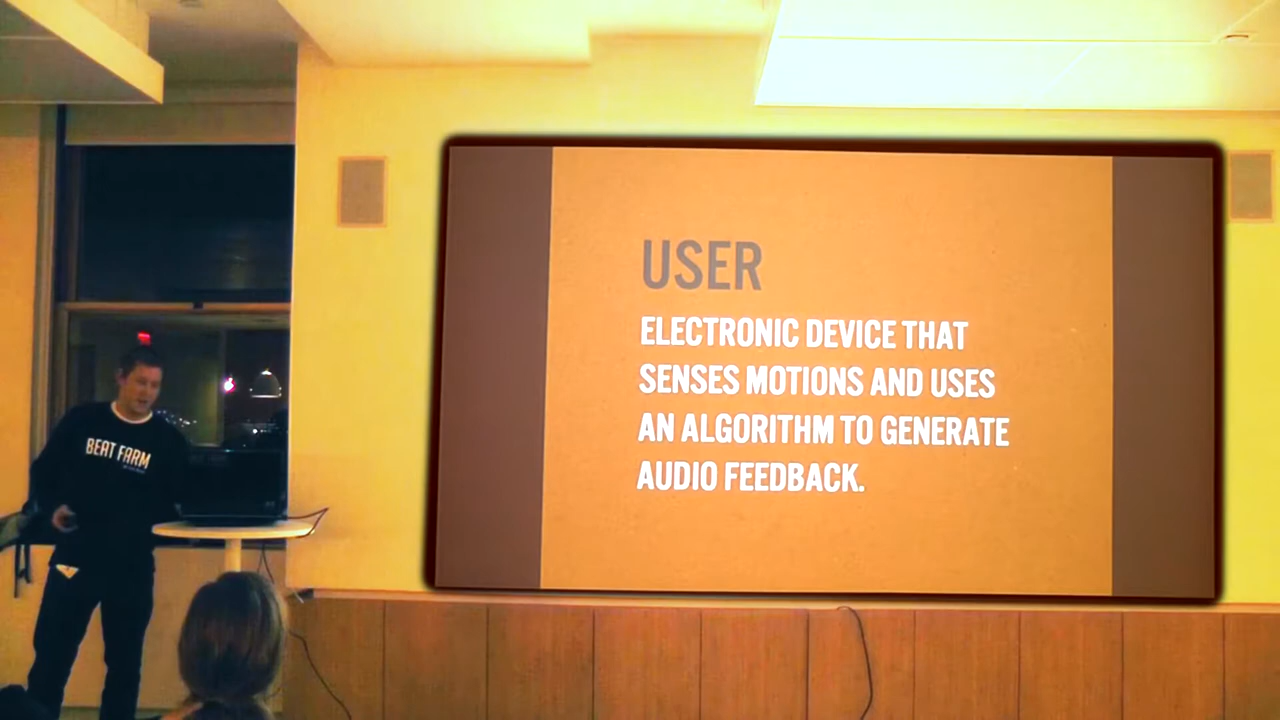 USER
ELECTRONIC DEVICE THAT
SENSES MOTIONS AND USES
AN ALGORITHM TO GENERATE
AUDIO FEEDBACK.
BEAT FARM